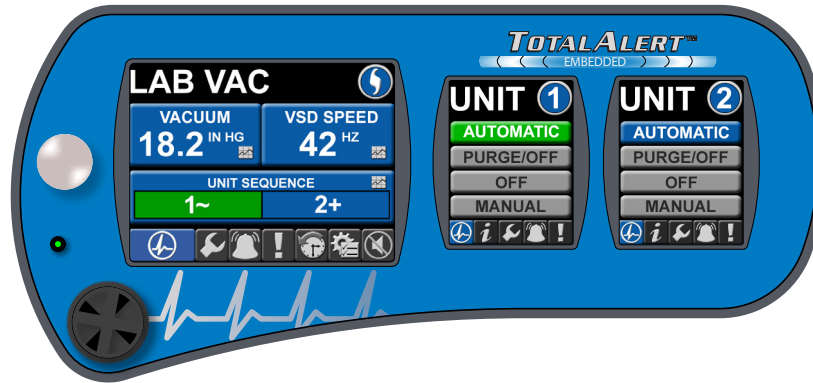 TOTALALERT™
EMBEDDED
LAB VAC
VACUUM
18.2 IN HG
VSD SPEED
42 HZ
UNIT SEQUENCE
1~ 2+
UNIT 1
AUTOMATIC
PURGE/OFF
OFF
MANUAL
i !
UNIT 2
AUTOMATIC
PURGE/OFF
OFF
MANUAL
i !